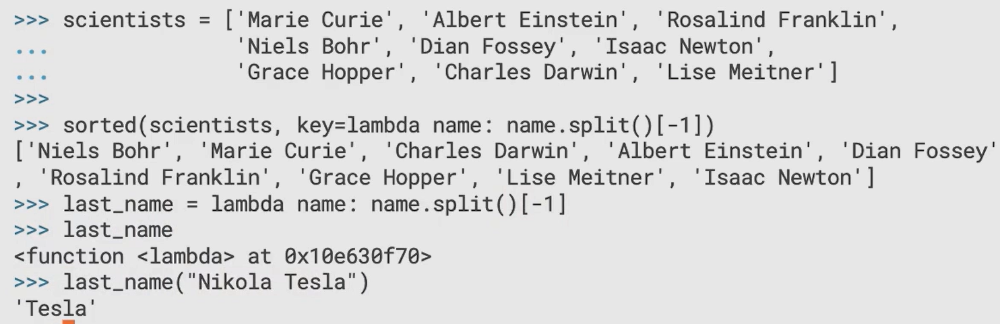 >>> scientists = ['Marie Curie', 'Albert Einstein', 'Rosalind Franklin',
...               'Niels Bohr', 'Dian Fossey', 'Isaac Newton',
...               'Grace Hopper', 'Charles Darwin', 'Lise Meitner']
>>>
>>> sorted(scientists, key=lambda name: name.split()[-1])
['Niels Bohr', 'Marie Curie', 'Charles Darwin', 'Albert Einstein', 'Dian Fossey'
, 'Rosalind Franklin', 'Grace Hopper', 'Lise Meitner', 'Isaac Newton']
>>> last_name = lambda name: name.split()[-1]
>>> last_name
<function <lambda> at 0x10e630f70>
>>> last_name("Nikola Tesla")
'Tesla'